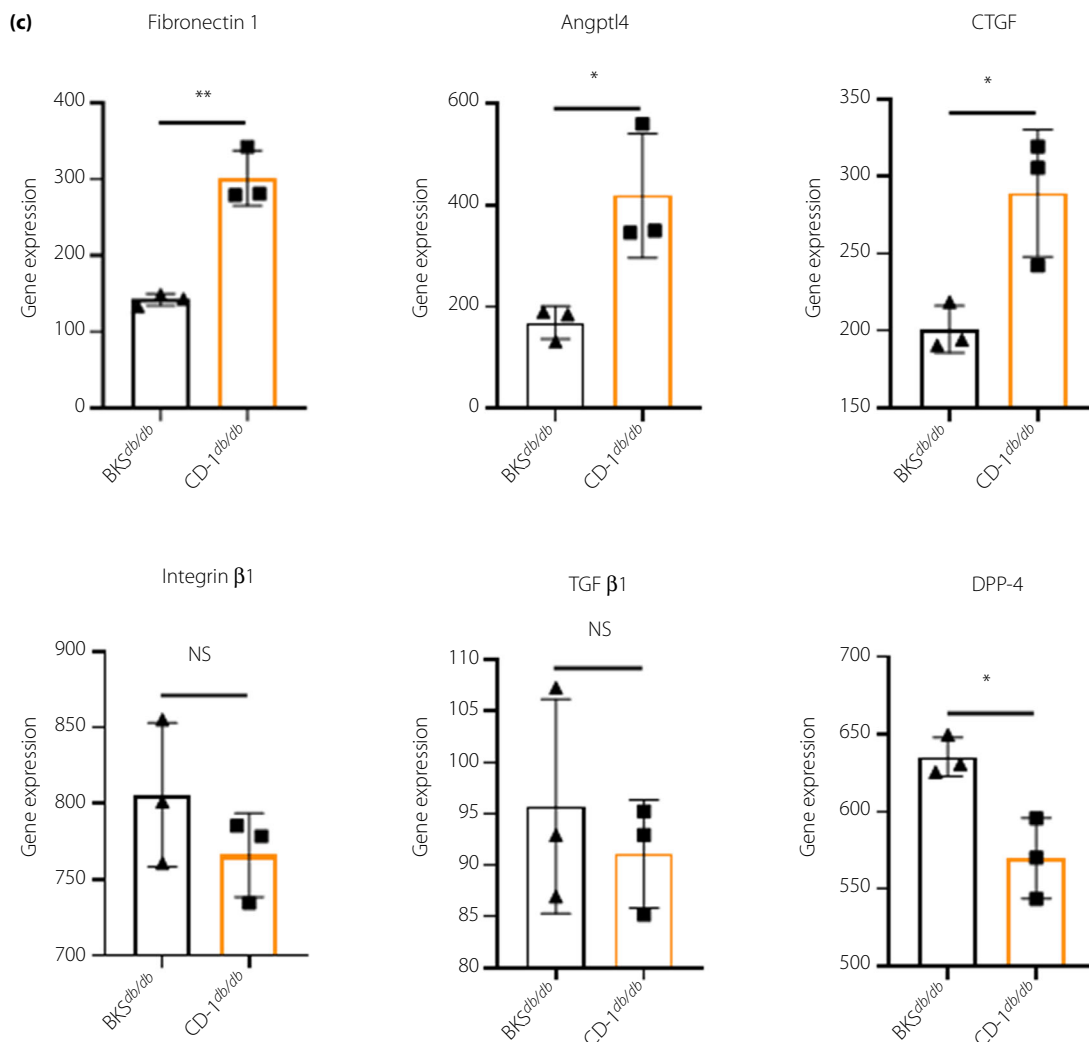 (c)
Fibronectin 1
**
Gene expression
400
300
200
100
0
BKSdb/db
CD-1db/db
Angptl4
*
Gene expression
600
400
200
0
BKSdb/db
CD-1db/db
CTGF
*
Gene expression
350
300
250
200
150
BKSdb/db
CD-1db/db
Integrin β1
NS
Gene expression
900
850
800
750
700
BKSdb/db
CD-1db/db
TGF β1
NS
Gene expression
110
105
100
95
90
85
80
BKSdb/db
CD-1db/db
DPP-4
*
Gene expression
700
650
600
550
500
BKSdb/db
CD-1db/db